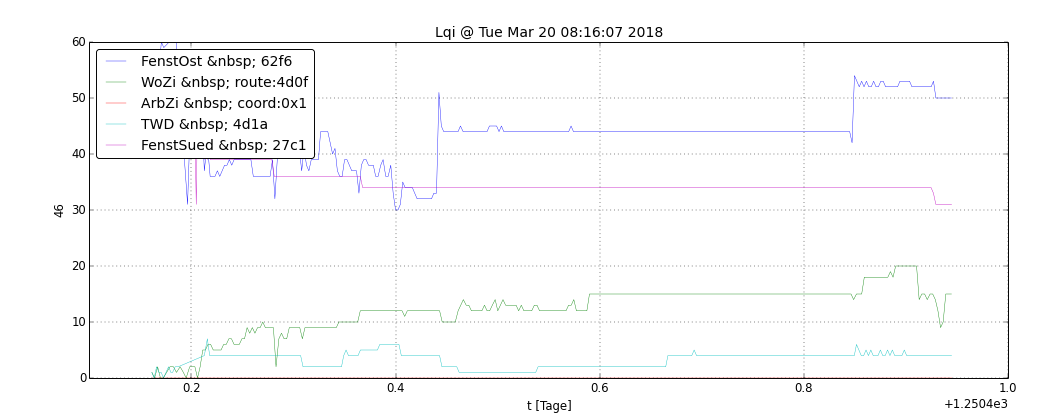 Lqi @ Tue Mar 20 08:16:07 2018
60
50
40
30
20
10
0
46
FenstOst &nbsp; 62f6
WoZi &nbsp; route:4d0f
ArbZi &nbsp; coord:0x1
TWD &nbsp; 4d1a
FenstSued &nbsp; 27c1
0.2 0.4 0.6 0.8 1.0
t [Tage]
+1.2504e3